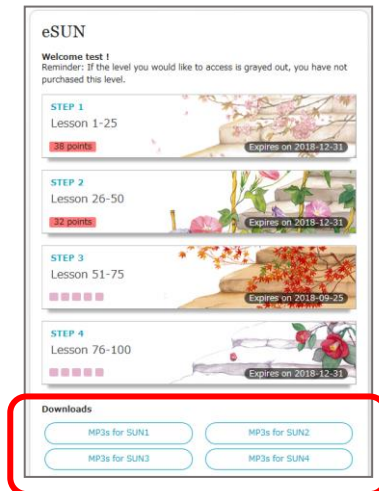 eSUN
Welcome test !
Reminder: If the level you would like to access is grayed out, you have not
purchased this level.
STEP 1
Lesson 1-25
38 points
Expires on 2018-12-31
STEP 2
Lesson 26-50
32 points
Expires on 2018-12-31
STEP 3
Lesson 51-75
Expires on 2018-09-25
STEP 4
Lesson 76-100
Expires on 2018-12-31
Downloads
MP3s for SUN1
MP3s for SUN2
MP3s for SUN3
MP3s for SUN4